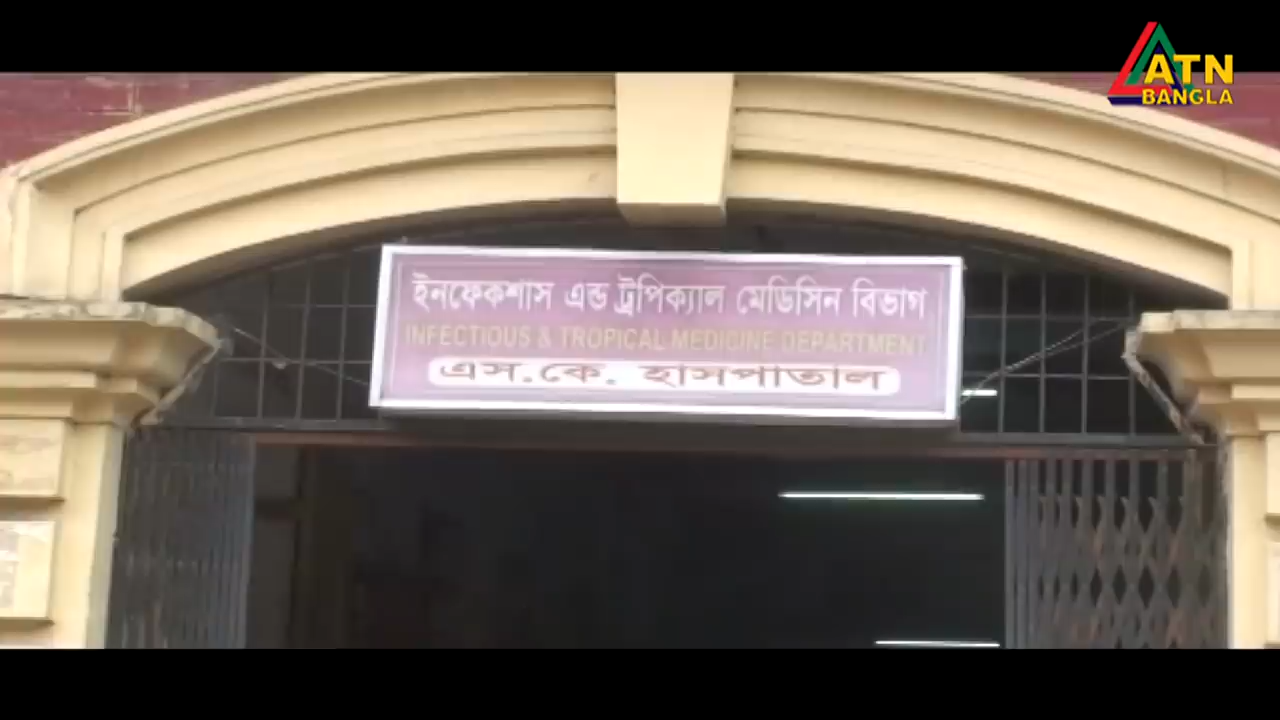 ATN
BANGLA
ইনফেকশাস এন্ড ট্রপিক্যাল মেডিসিন বিভাগ
INFECTIOUS & TROPICAL MEDICINE DEPARTMENT
এস.কে. হাসপাতাল